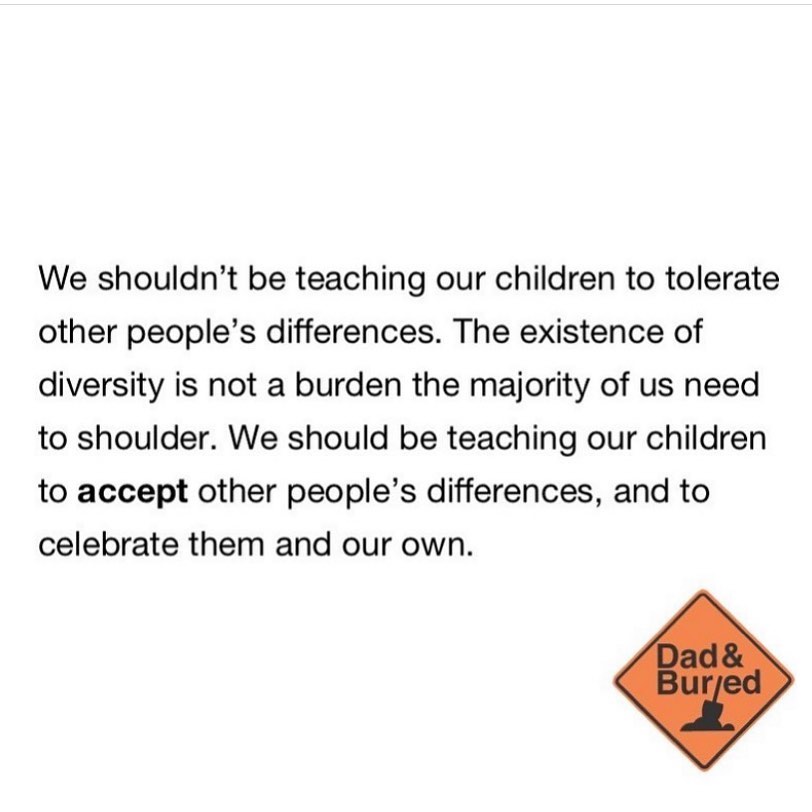 We shouldn’t be teaching our children to tolerate
other people’s differences. The existence of
diversity is not a burden the majority of us need
to shoulder. We should be teaching our children
to accept other people’s differences, and to
celebrate them and our own.
Dad&
Buried